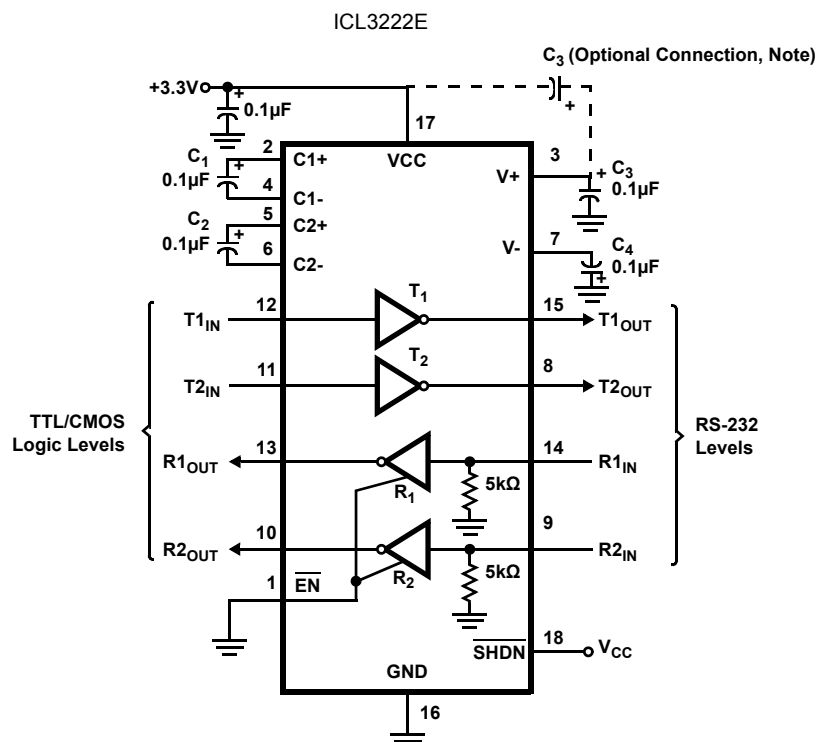 ICL3222E
C3 (Optional Connection, Note)
+3.3V
+
0.1µF
+
17
2
C1+
VCC
3
C1
0.1µF
+
4
C1-
V+
+
C3
0.1µF
5
C2+
C2
0.1µF
+
6
C2-
7
V-
C4
0.1µF
+
T1
T1IN
12
15
T1OUT
T2
T2IN
11
8
T2OUT
TTL/CMOS
Logic Levels
RS-232
Levels
R1OUT
13
14
R1IN
R1
5kΩ
R2OUT
10
9
R2IN
R2
5kΩ
1
EN
18
SHDN
VCC
GND
16